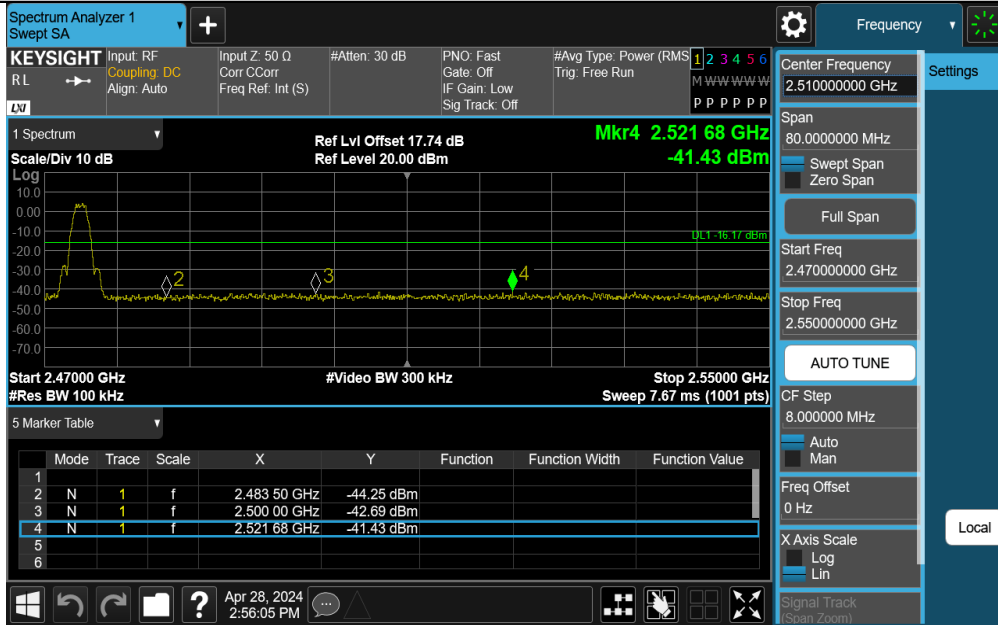 Spectrum Analyzer 1
Swept SA
Frequency
KEYSIGHT
RL
LXI
Input: RF
Coupling: DC
Align: Auto
Input Z: 50 Ω
Corr CCorr
Freq Ref: Int (S)
#Atten: 30 dB
PNO: Fast
Gate: Off
IF Gain: Low
Sig Track: Off
#Avg Type: Power (RMS
Trig: Free Run
1 2 3 4 5 6
M W W W W W
P P P P P P
1 Spectrum
Scale/Div 10 dB
Ref Lvl Offset 17.74 dB
Ref Level 20.00 dBm
Mkr4 2.521 68 GHz
-41.43 dBm
Log
10.0
0.00
-10.0
-20.0
-30.0
-40.0
-50.0
-60.0
-70.0
DL1 -16.17 dBm
2
3
4
Start 2.47000 GHz
#Video BW 300 kHz
Stop 2.55000 GHz
#Res BW 100 kHz
Sweep 7.67 ms (1001 pts)
5 Marker Table
Mode Trace Scale X Y Function Function Width Function Value
1
2 N 1 f 2.483 50 GHz -44.25 dBm
3 N 1 f 2.500 00 GHz -42.69 dBm
4 N 1 f 2.521 68 GHz -41.43 dBm
5
6
Apr 28, 2024
2:56:05 PM
Center Frequency
2.510000000 GHz
Settings
Span
80.0000000 MHz
Swept Span
Zero Span
Full Span
Start Freq
2.470000000 GHz
Stop Freq
2.550000000 GHz
AUTO TUNE
CF Step
8.000000 MHz
Auto
Man
Freq Offset
0 Hz
Local
X Axis Scale
Log
Lin
Signal Track
(Span Zoom)